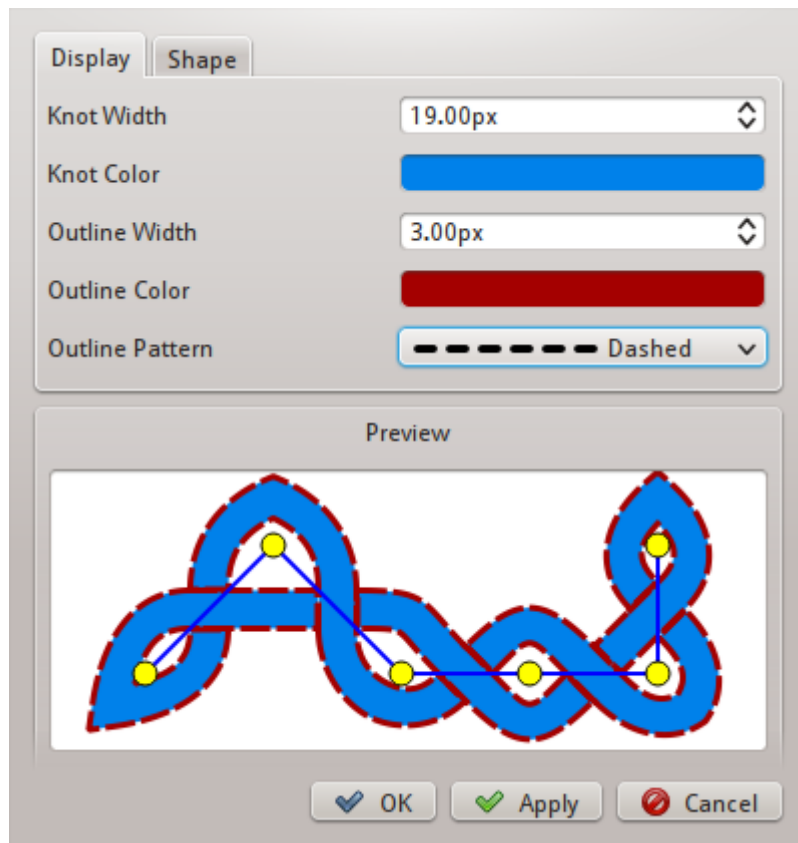 Display Shape
Knot Width 19.00px
Knot Color
Outline Width 3.00px
Outline Color
Outline Pattern Dashed
Preview
OK Apply Cancel